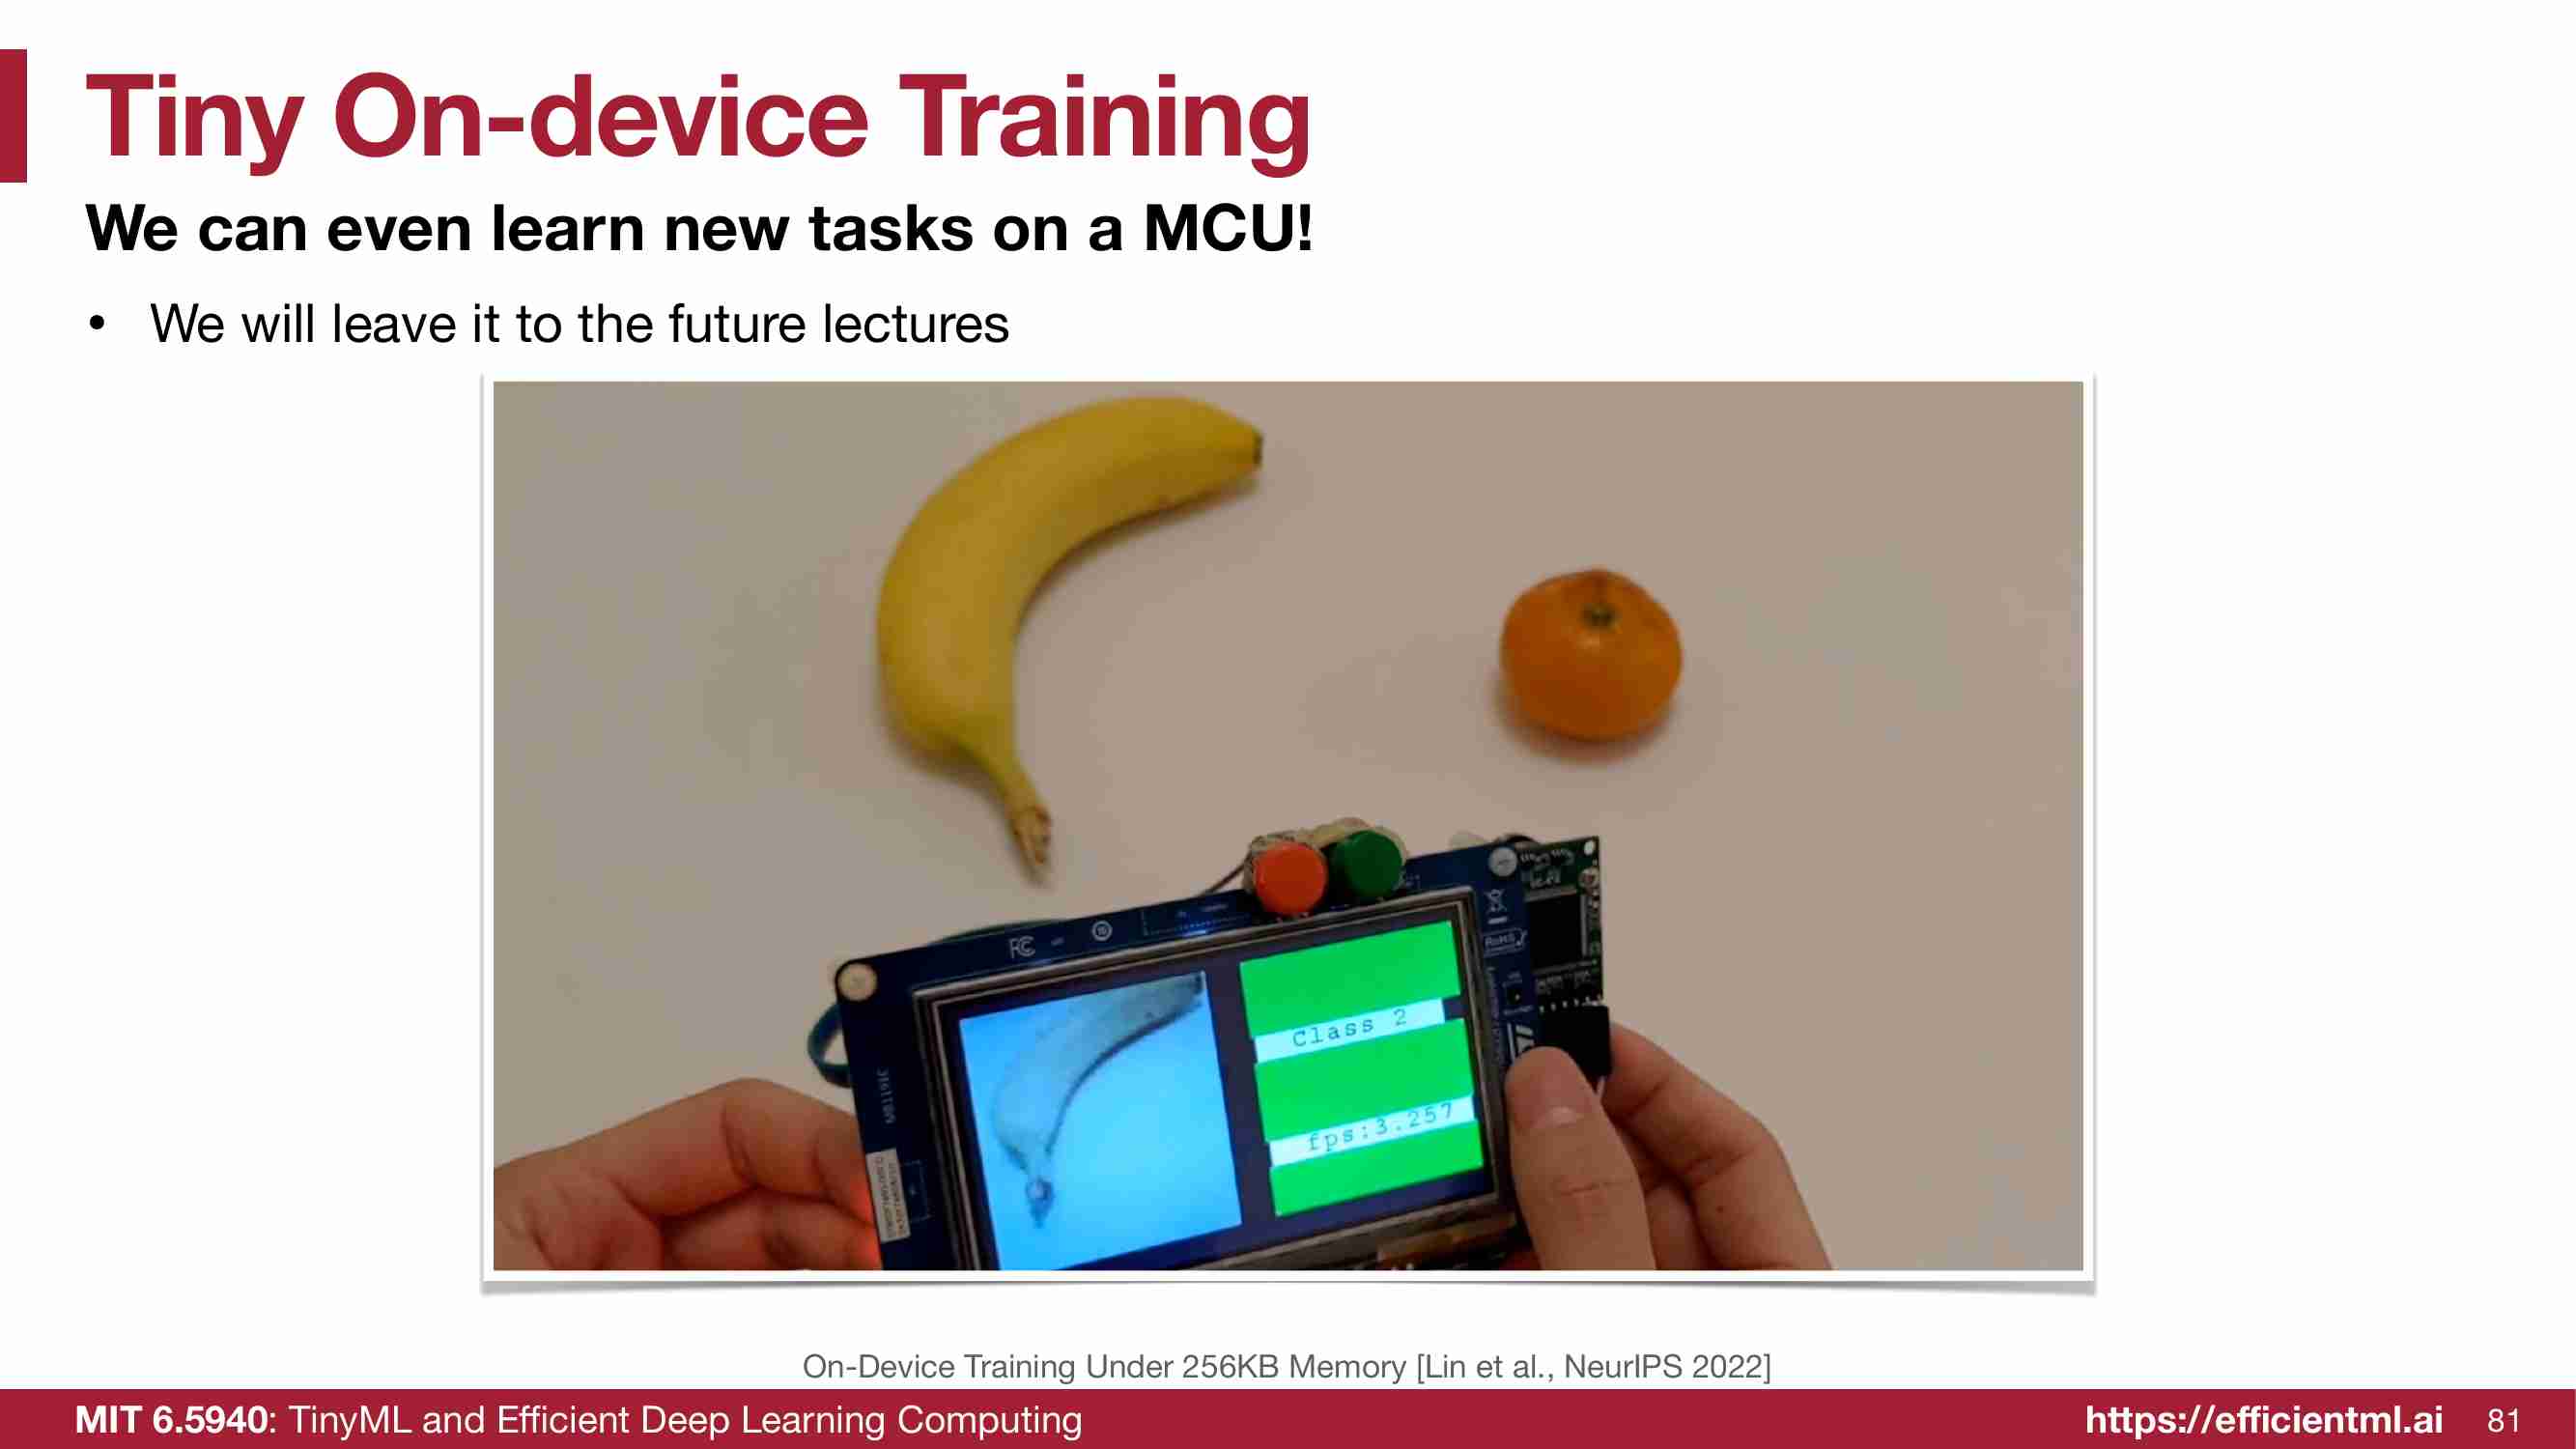 Tiny On-device Training
We can even learn new tasks on a MCU!
• We will leave it to the future lectures
FC
RoHS
Class 2
fps:3.257
On-Device Training Under 256KB Memory [Lin et al., NeurIPS 2022]
MIT 6.5940: TinyML and Efficient Deep Learning Computing https://efficientml.ai 81